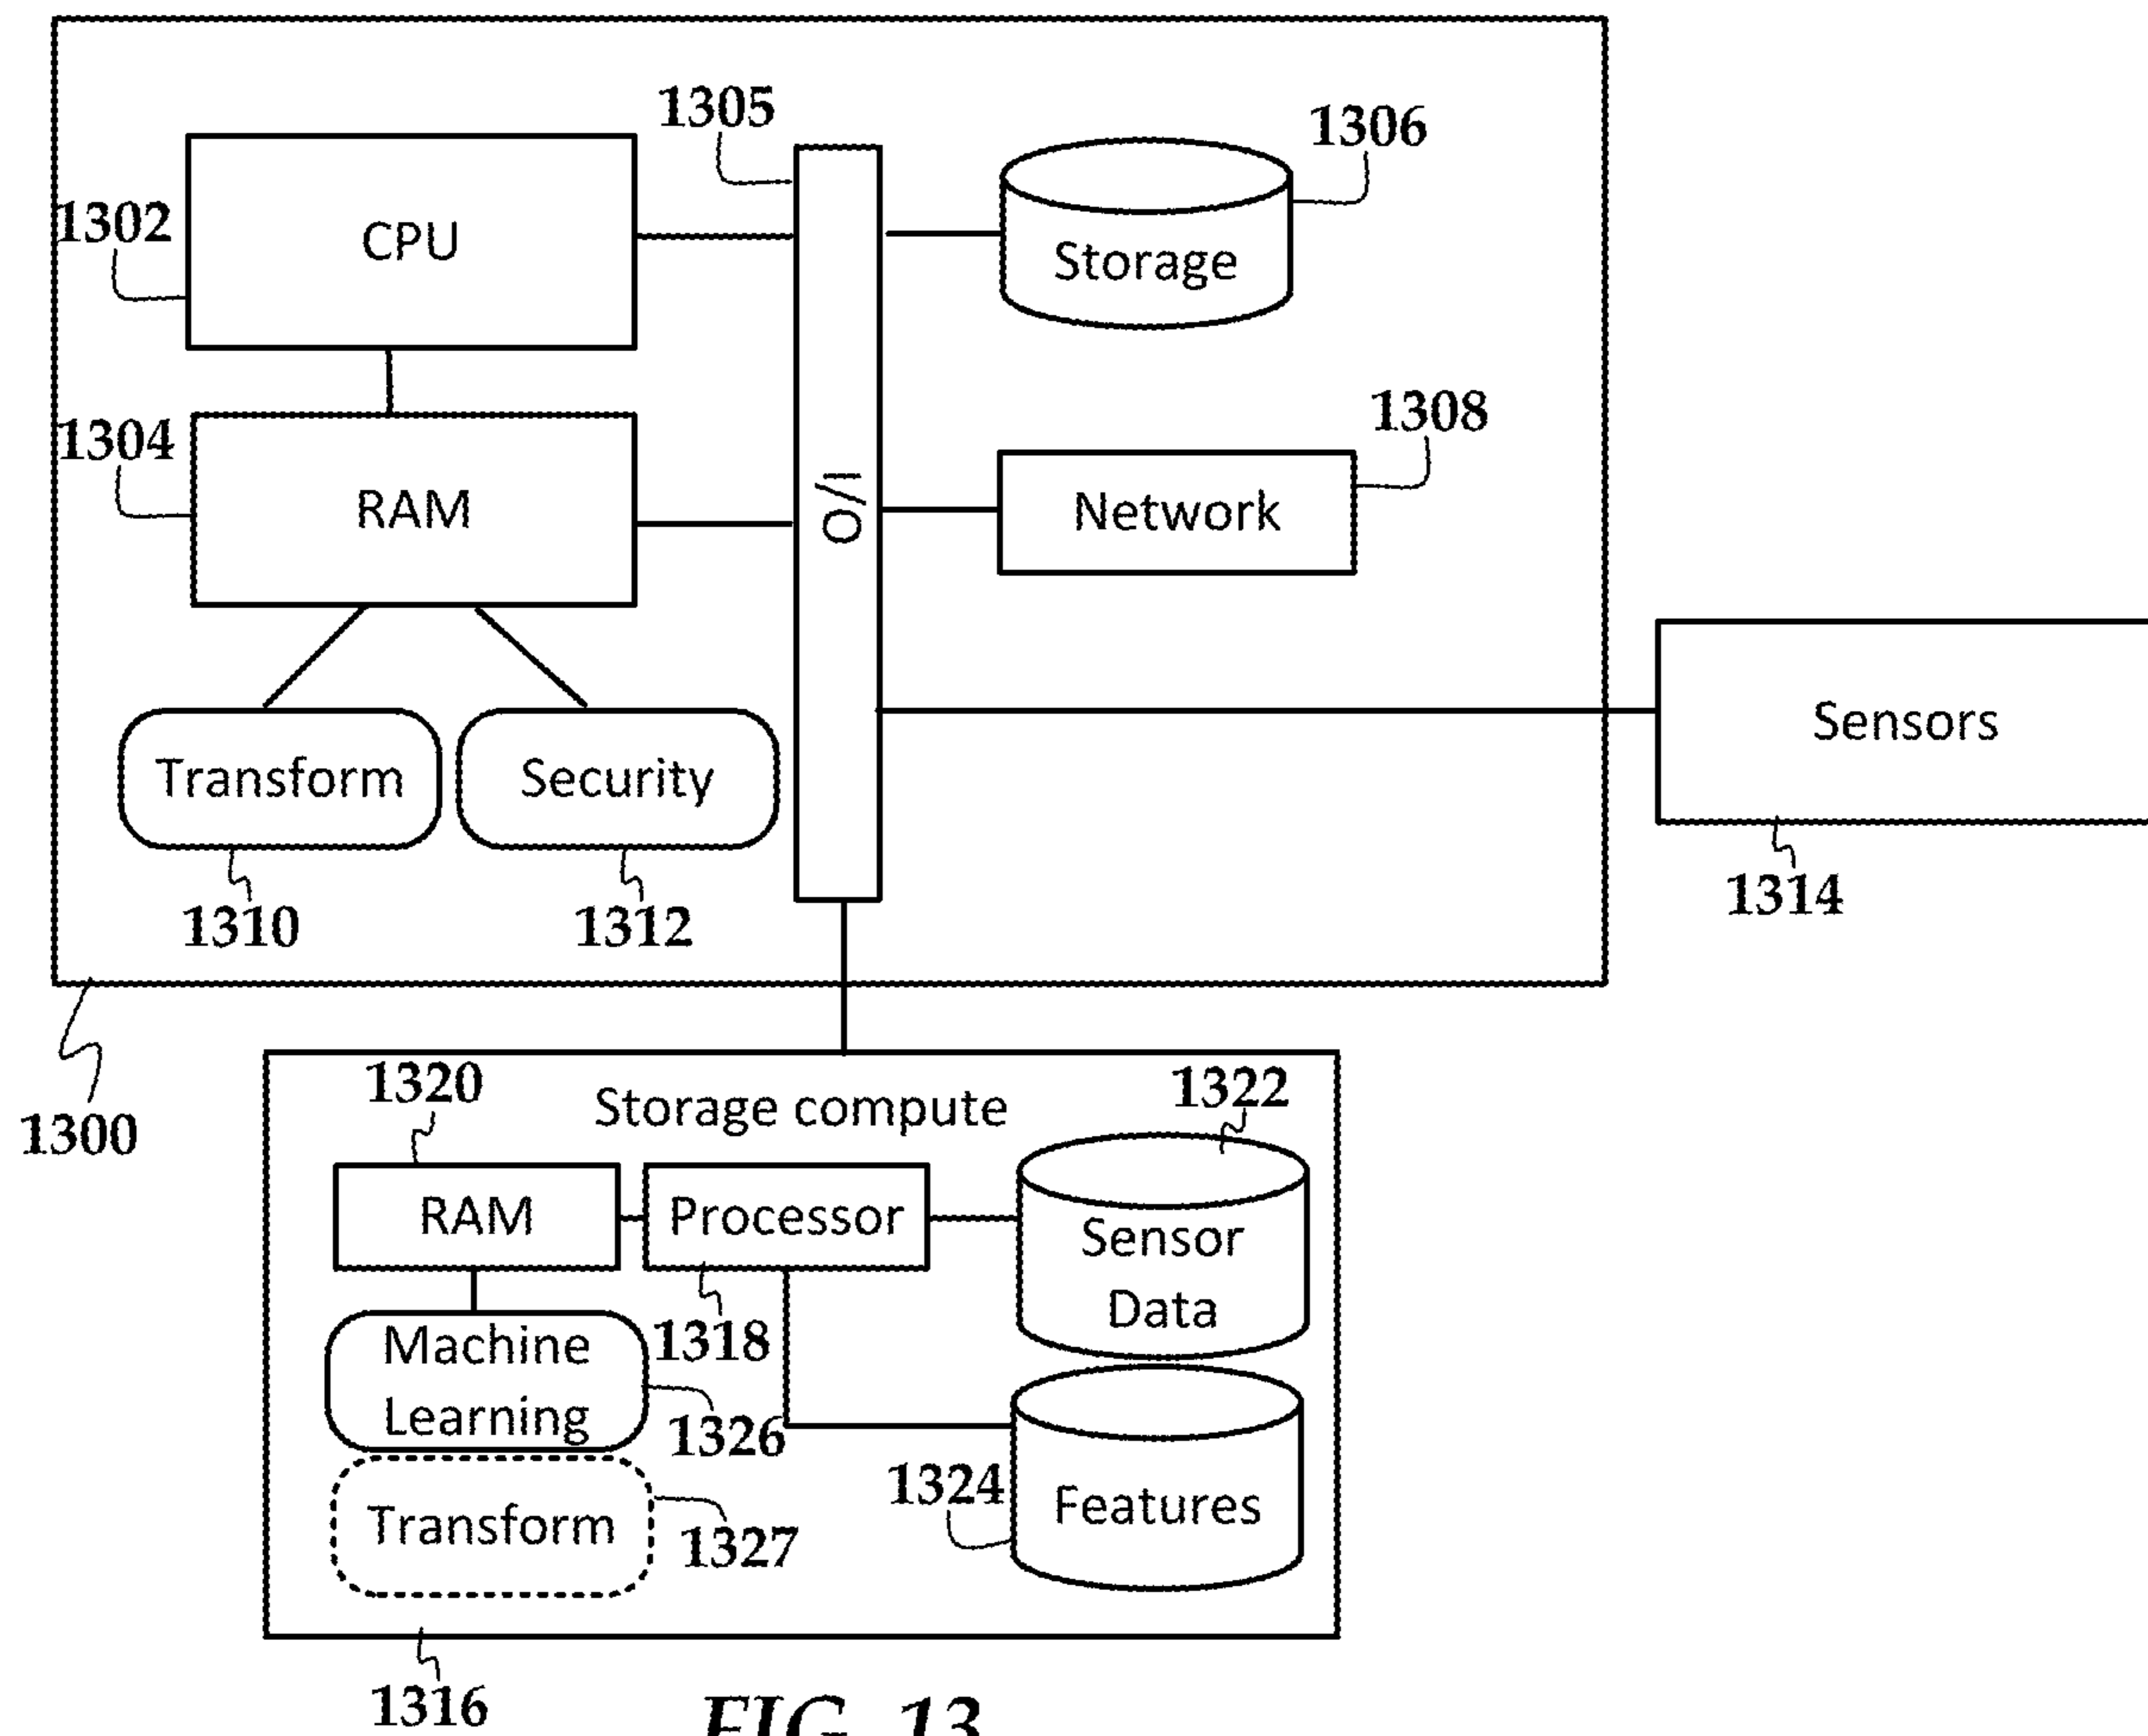 1305
1306
1302
CPU
Storage
1308
1304
RAM
O/I
Network
Sensors
Transform
Security
1314
1310
1312
1300
1320
Storage compute
1322
RAM
Processor
Sensor
Data
1318
Machine
Learning
1326
1324
Features
Transform
1327
1316
FIG. 13